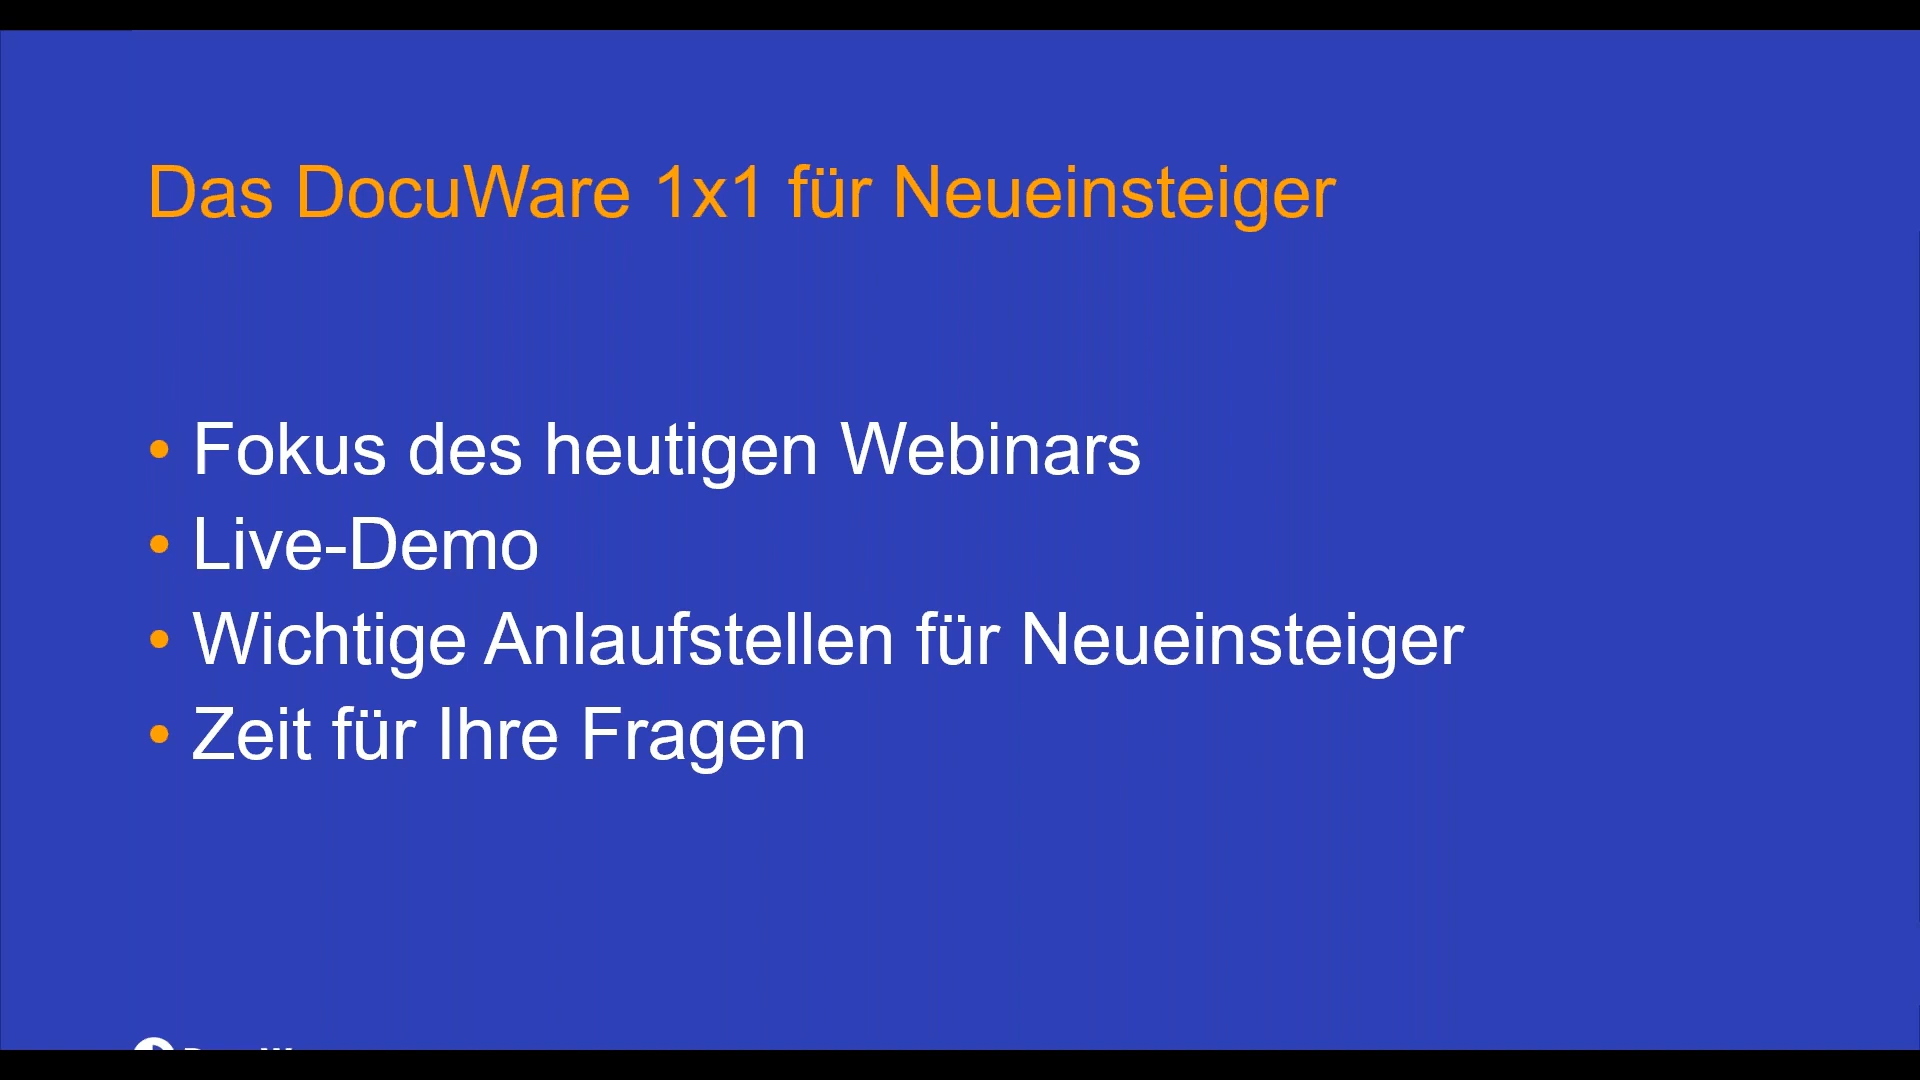 Das DocuWare 1x1 für Neueinsteiger
• Fokus des heutigen Webinars
• Live-Demo
• Wichtige Anlaufstellen für Neueinsteiger
• Zeit für Ihre Fragen